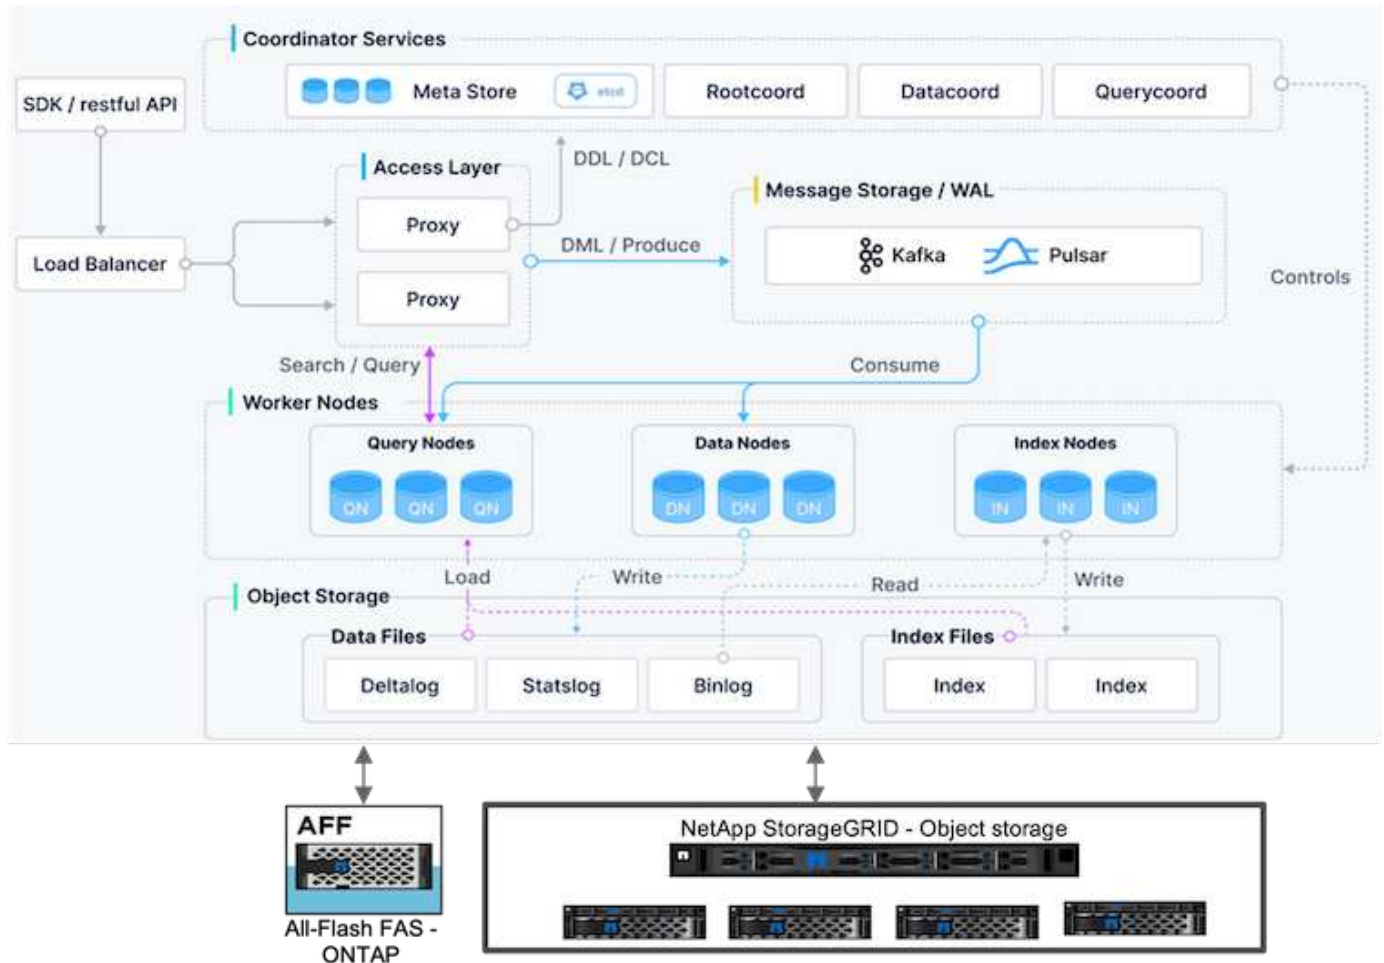 Coordinator Services
SDK / restful API
Meta Store
etcd
Rootcoord
Datacoord
Querycoord
DDL / DCL
Access Layer
Message Storage / WAL
Proxy
DML / Produce
Kafka
Pulsar
Load Balancer
Controls
Proxy
Search / Query
Consume
Worker Nodes
Query Nodes
Data Nodes
Index Nodes
QN QN QN
DN DN DN
IN IN IN
Load
Write
Read
Write
Object Storage
Data Files
Index Files
Deltalog
Statslog
Binlog
Index
Index
AFF
NetApp StorageGRID - Object storage
All-Flash FAS -
ONTAP